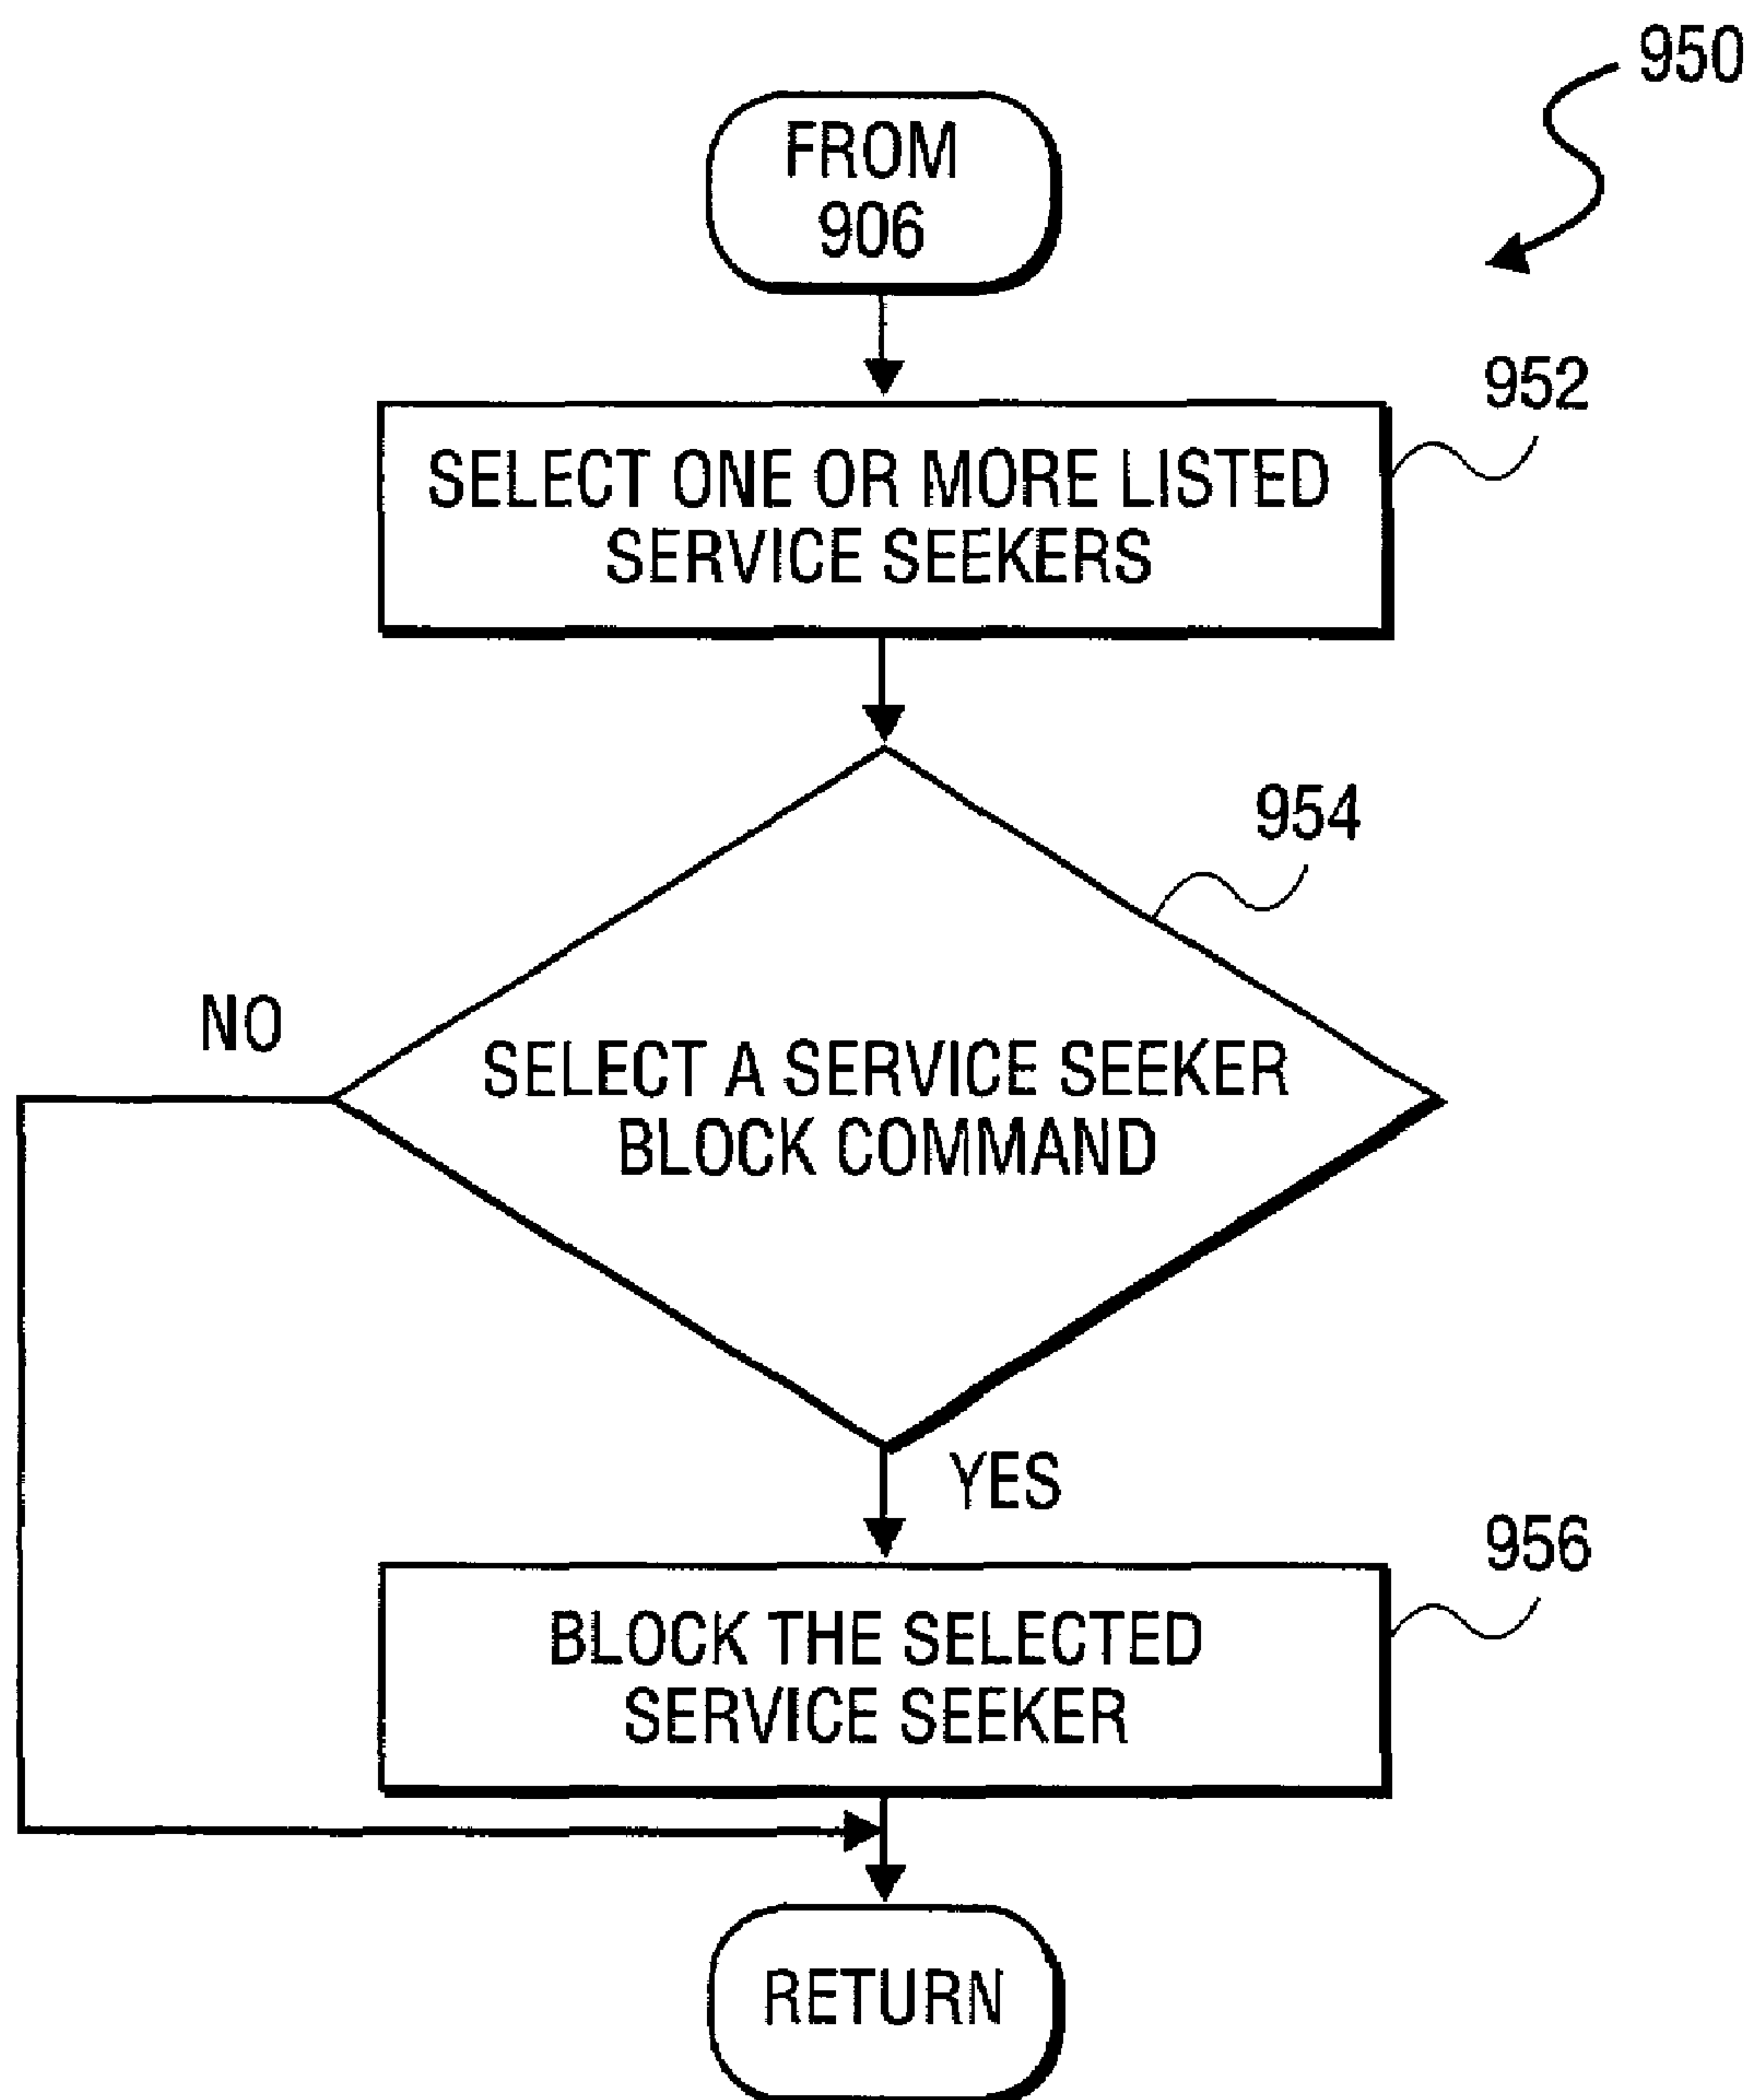 950
FROM
906
952
SELECT ONE OR MORE LISTED
SERVICE SEEKERS
954
NO
SELECT A SERVICE SEEKER
BLOCK COMMAND
YES
956
BLOCK THE SELECTED
SERVICE SEEKER
RETURN